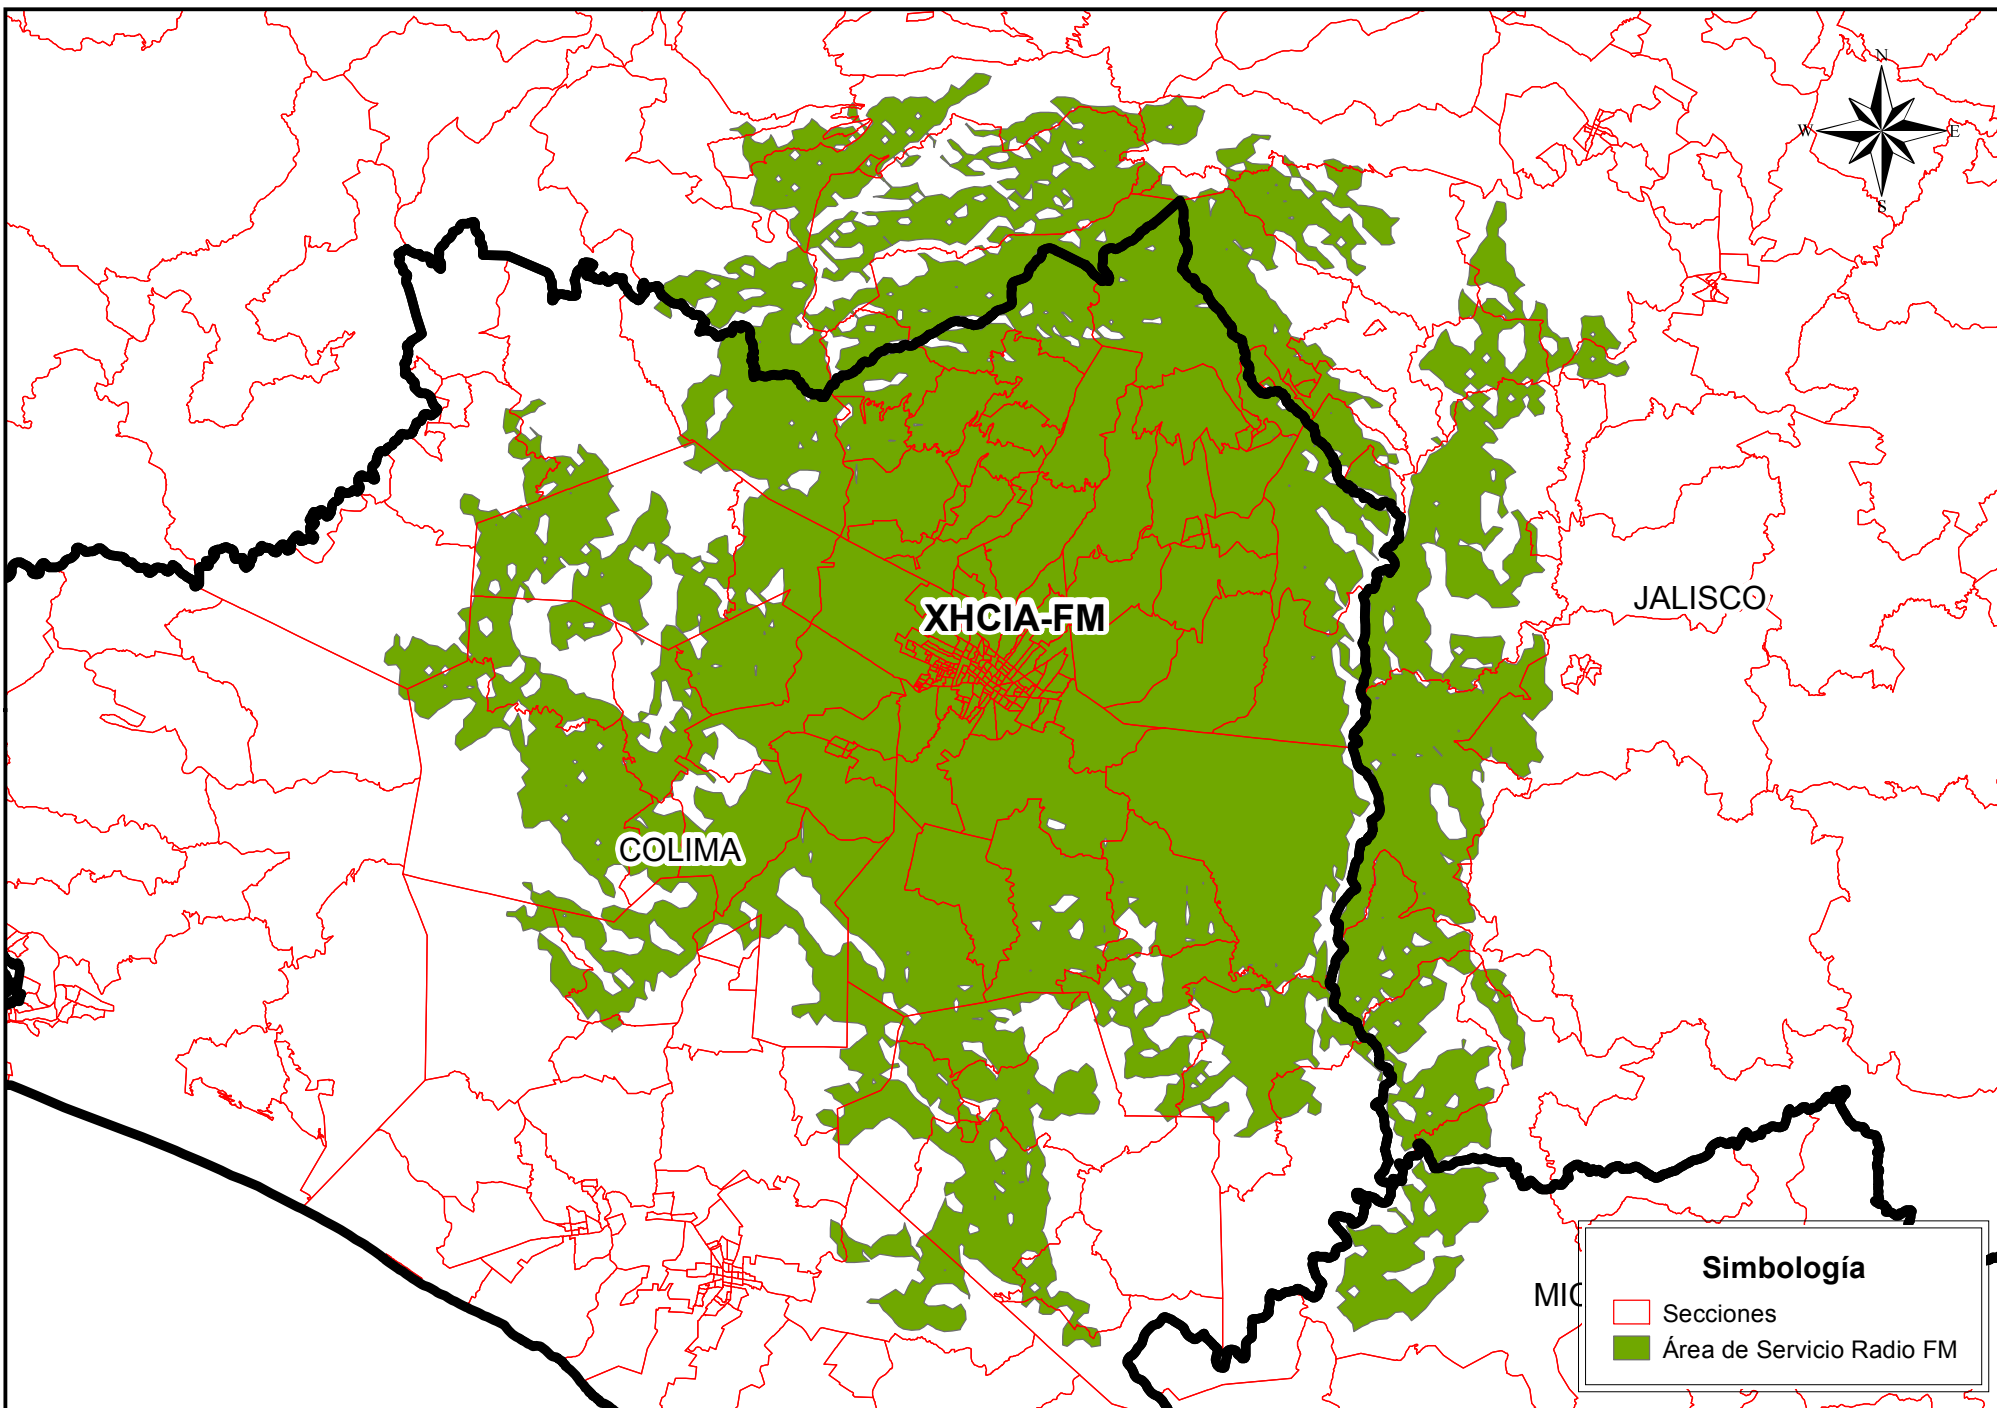 N
W E
S
JALISCO
XHCIA-FM
COLIMA
MIC
Simbología
Secciones
Área de Servicio Radio FM